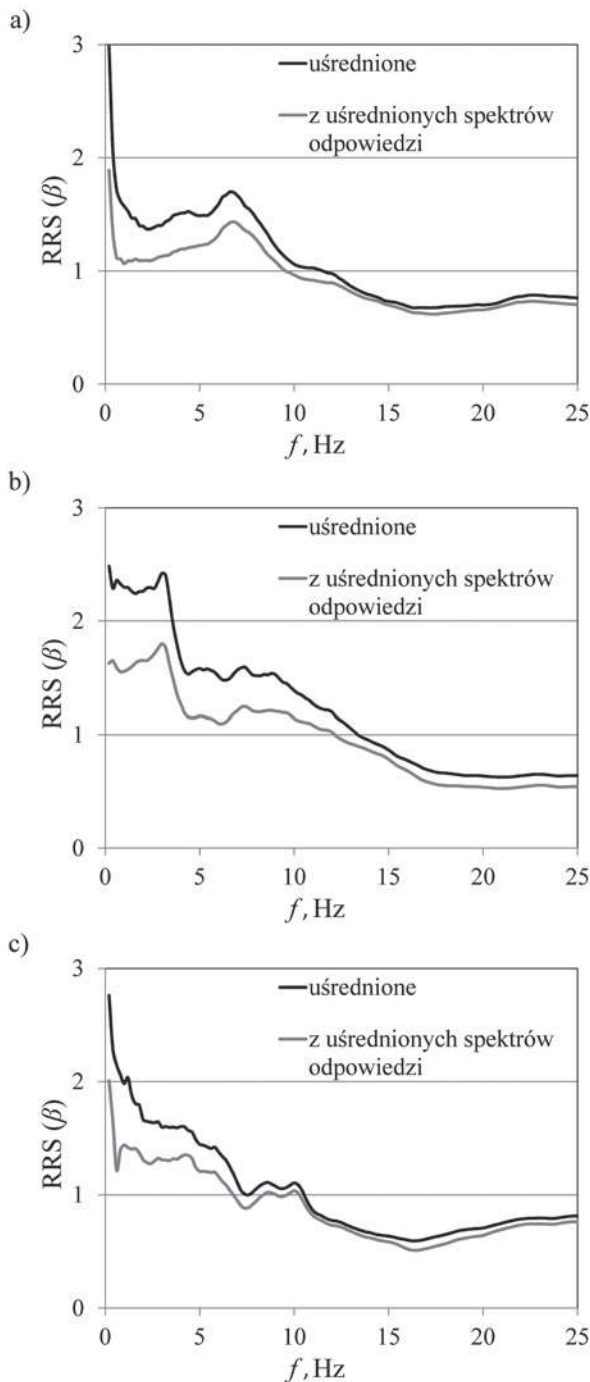 a)
3
uśrednione
z uśrednionych spektrów
odpowiedzi
2
RRS (β)
1
0
0 5 10 15 20 25
f, Hz
b)
3
uśrednione
z uśrednionych spektrów
odpowiedzi
2
RRS (β)
1
0
0 5 10 15 20 25
f, Hz
c)
3
uśrednione
z uśrednionych spektrów
odpowiedzi
2
RRS (β)
1
0
0 5 10 15 20 25
f, Hz